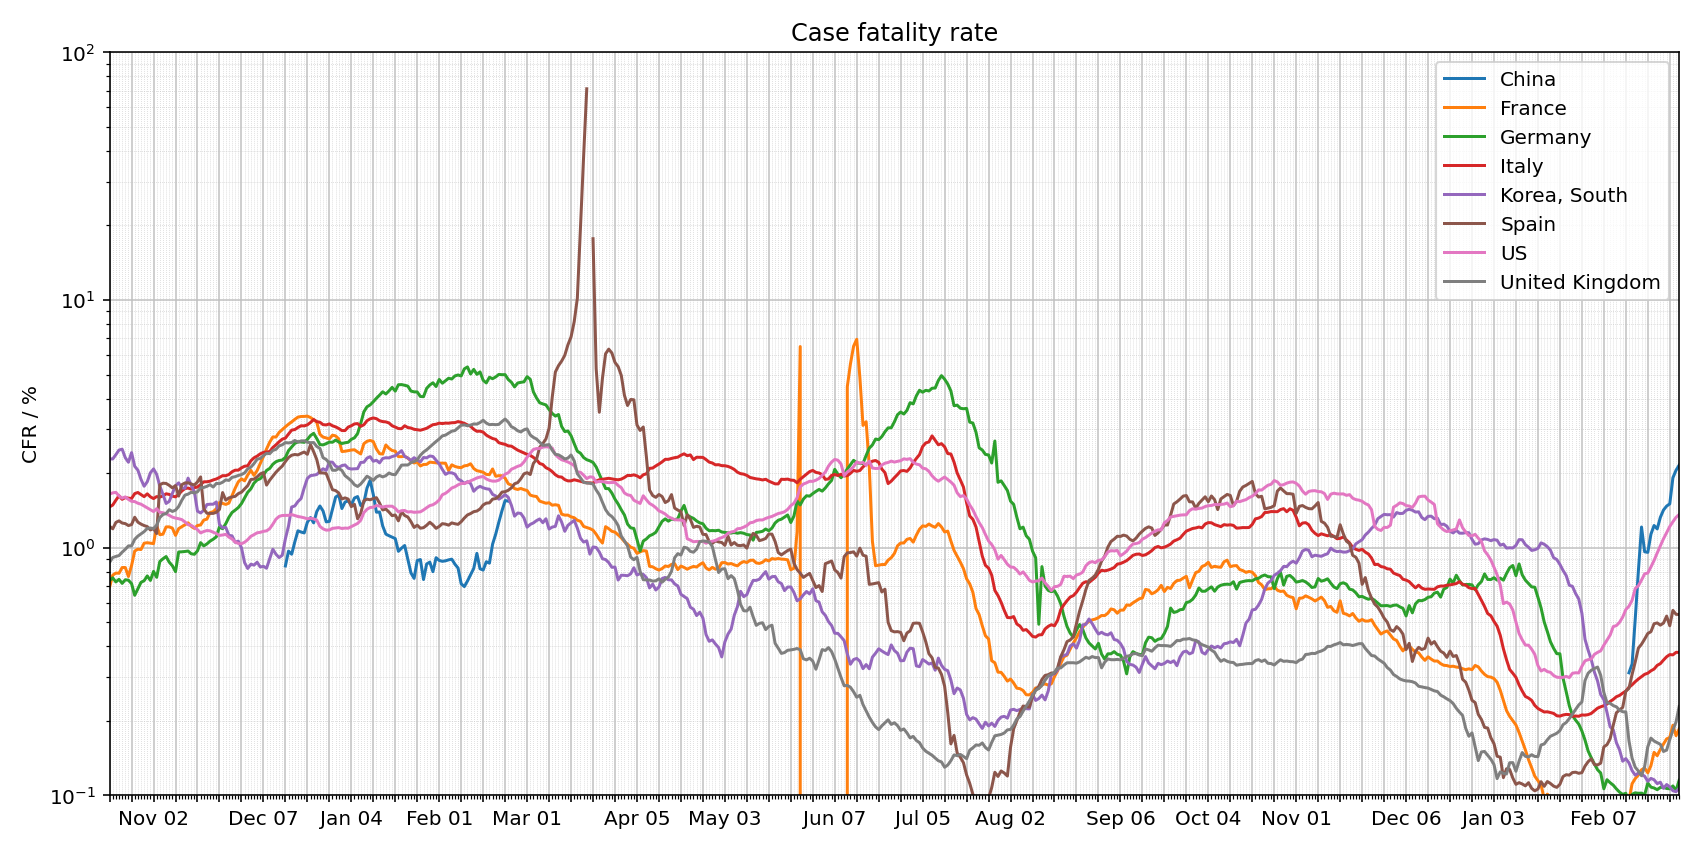 Case fatality rate
CFR / %
10²
10¹
10⁰
10⁻¹
China
France
Germany
Italy
Korea, South
Spain
US
United Kingdom
Nov 02 Dec 07 Jan 04 Feb 01 Mar 01 Apr 05 May 03 Jun 07 Jul 05 Aug 02 Sep 06 Oct 04 Nov 01 Dec 06 Jan 03 Feb 07